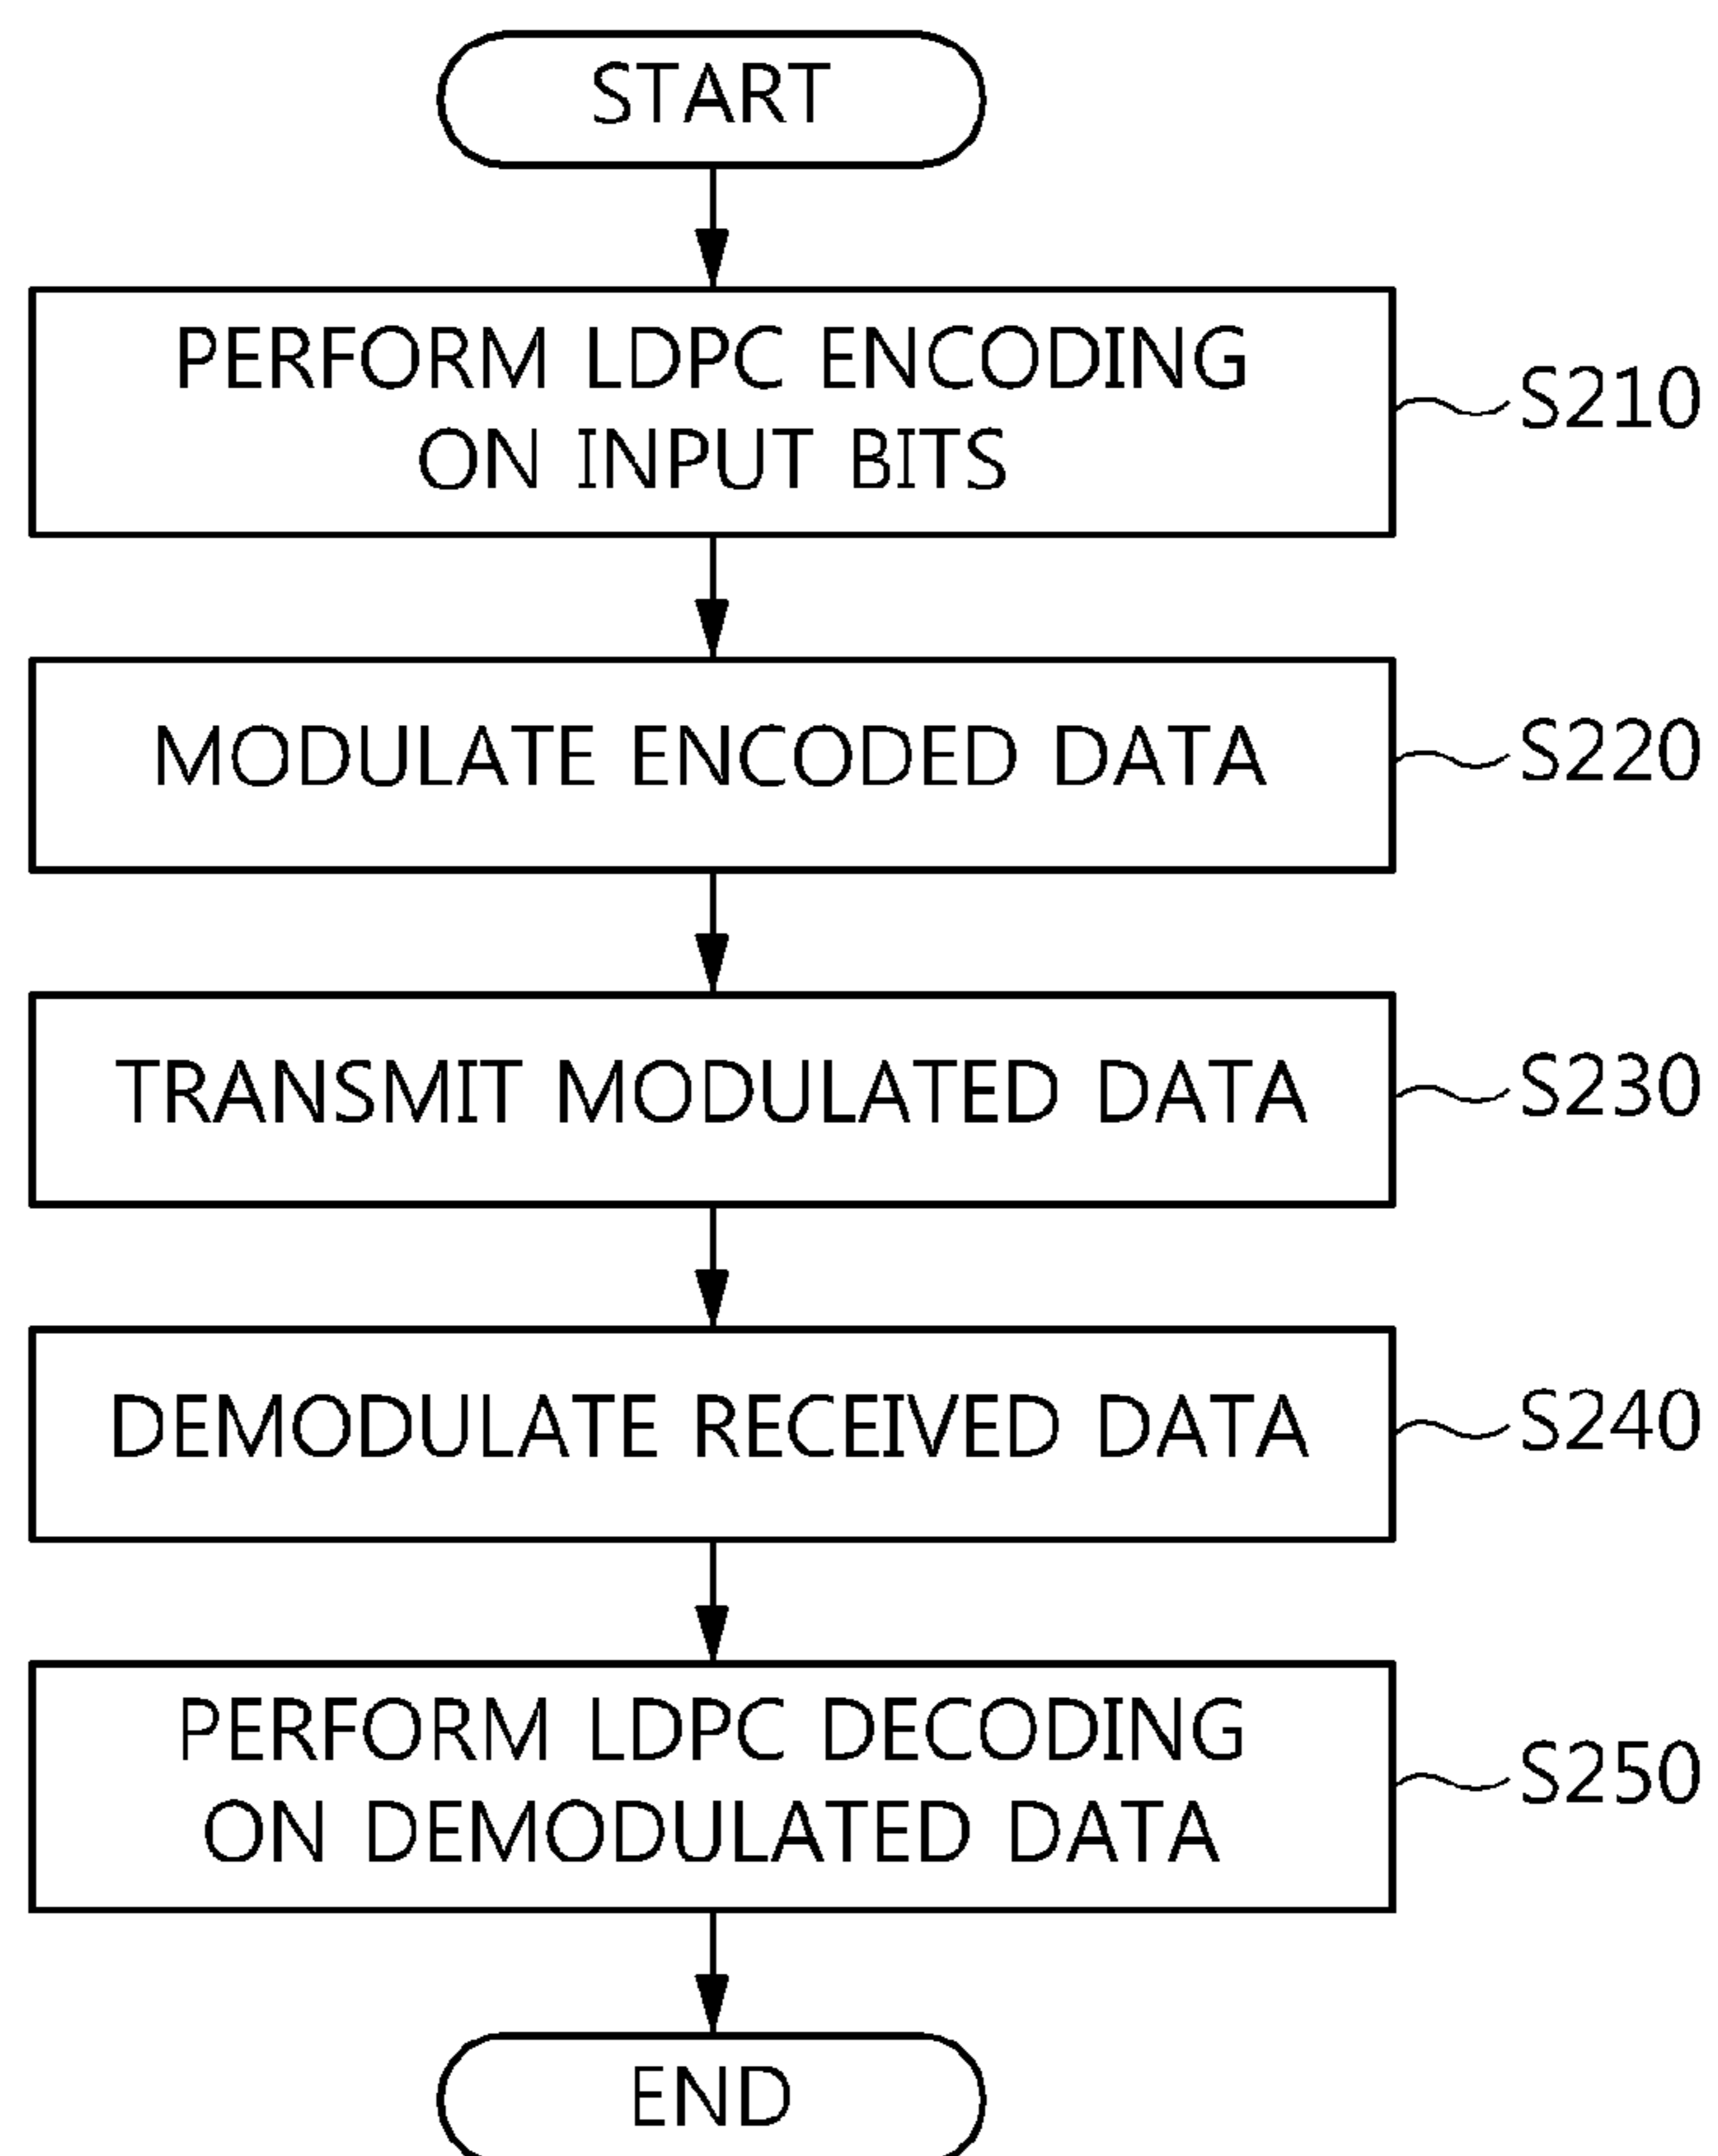 START
PERFORM LDPC ENCODING
ON INPUT BITS
S210
MODULATE ENCODED DATA
S220
TRANSMIT MODULATED DATA
S230
DEMODULATE RECEIVED DATA
S240
PERFORM LDPC DECODING
ON DEMODULATED DATA
S250
END